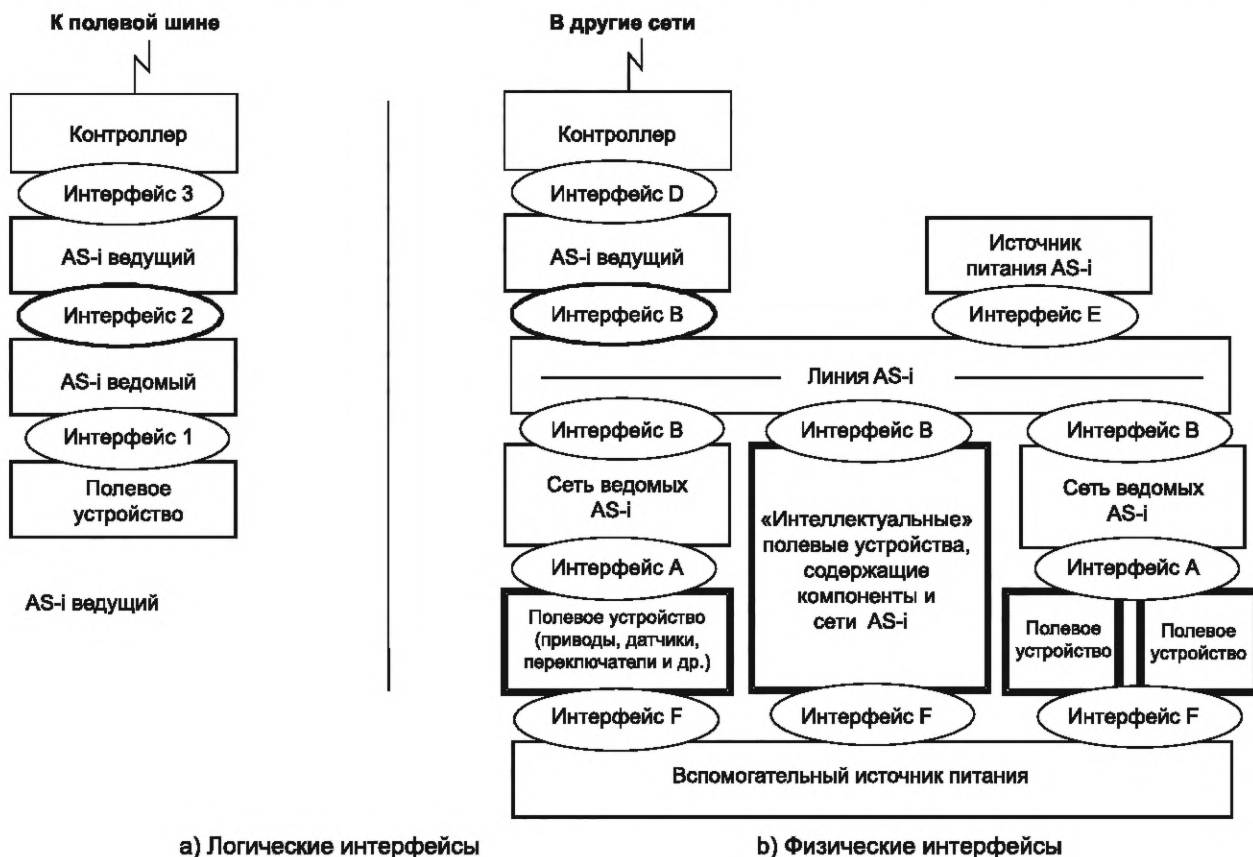 К полевой шине
Контроллер
Интерфейс 3
AS-i ведущий
Интерфейс 2
AS-i ведомый
Интерфейс 1
Полевое
устройство
AS-i ведущий
а) Логические интерфейсы
В другие сети
Контроллер
Интерфейс D
AS-i ведущий
Интерфейс В
Источник
питания AS-i
Интерфейс Е
Линия AS-i
Интерфейс В
Интерфейс В
Интерфейс В
Сеть ведомых
AS-i
«Интеллектуальные»
полевые устройства,
содержащие
компоненты и
сети AS-i
Сеть ведомых
AS-i
Интерфейс А
Интерфейс А
Полевое устройство
(приводы, датчики,
переключатели и др.)
Полевое
устройство
Полевое
устройство
Интерфейс F
Интерфейс F
Интерфейс F
Вспомогательный источник питания
b) Физические интерфейсы